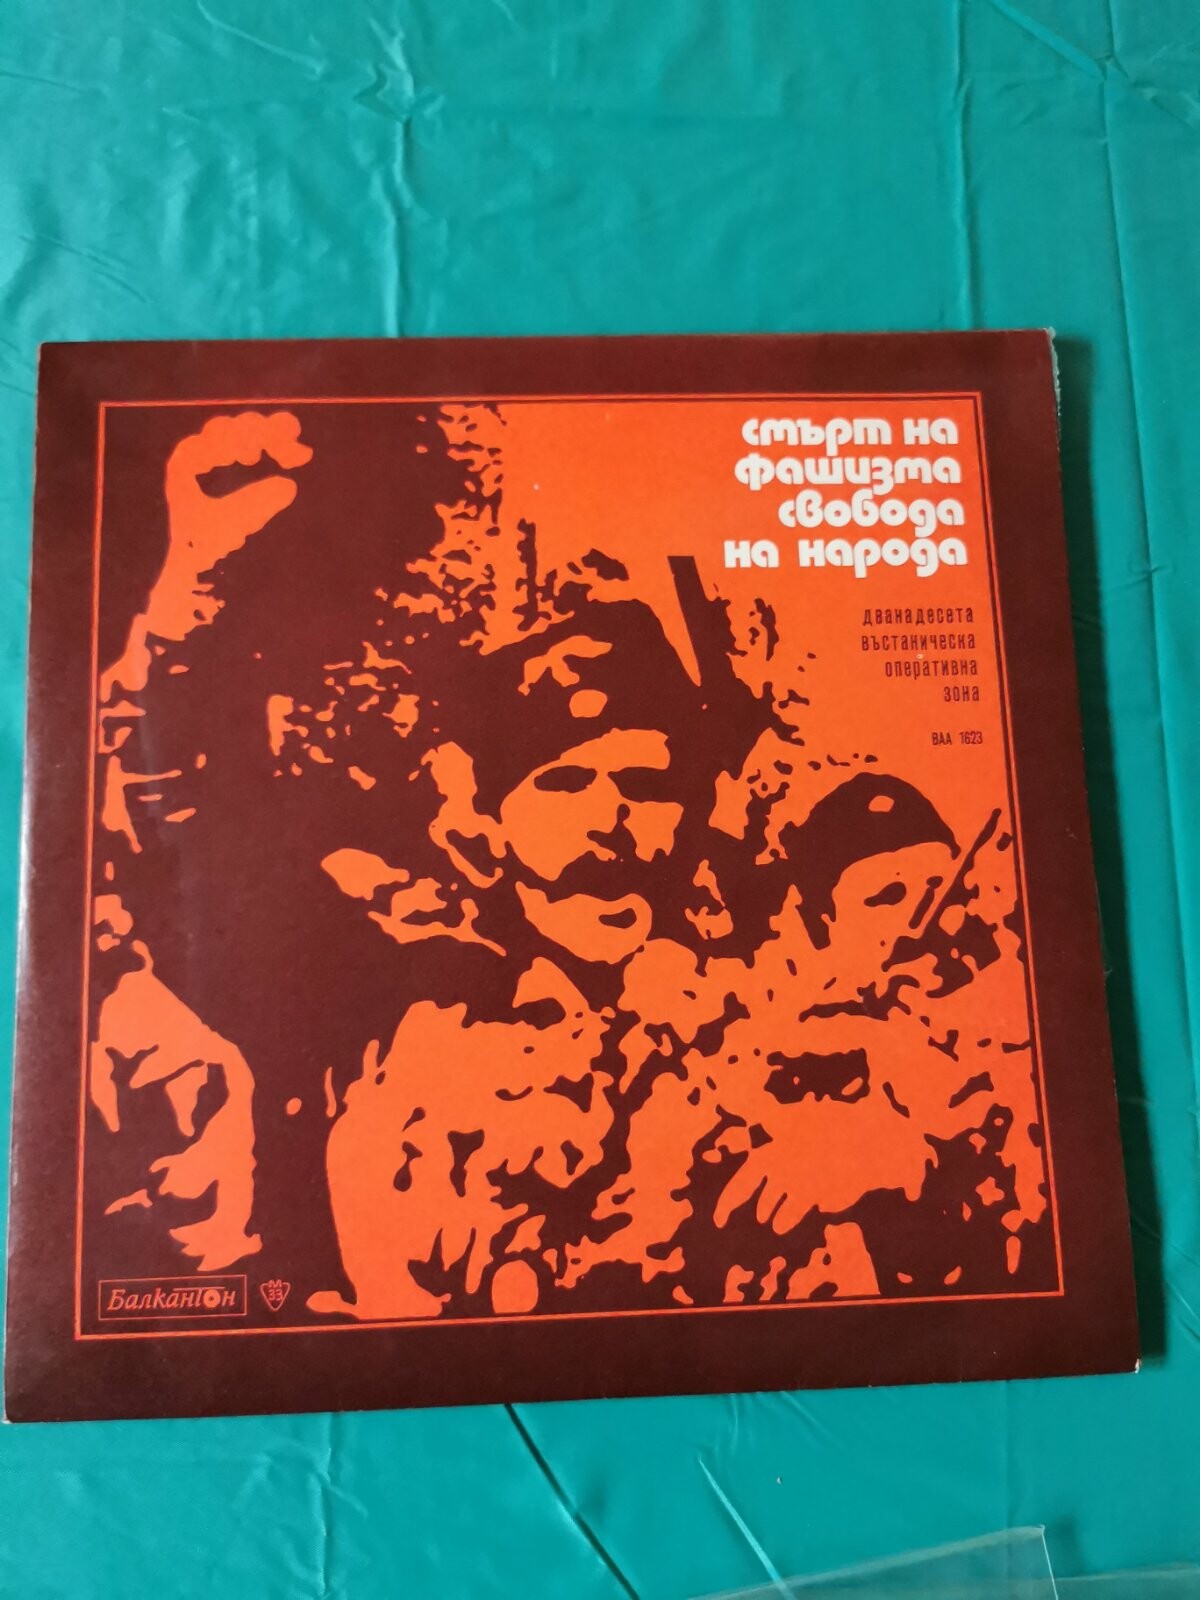 смърт на
фашизма
свобода
на народа
дванадесета
въстаническа
оперативна
зона
ВАА 1623
Балкантон
М
33